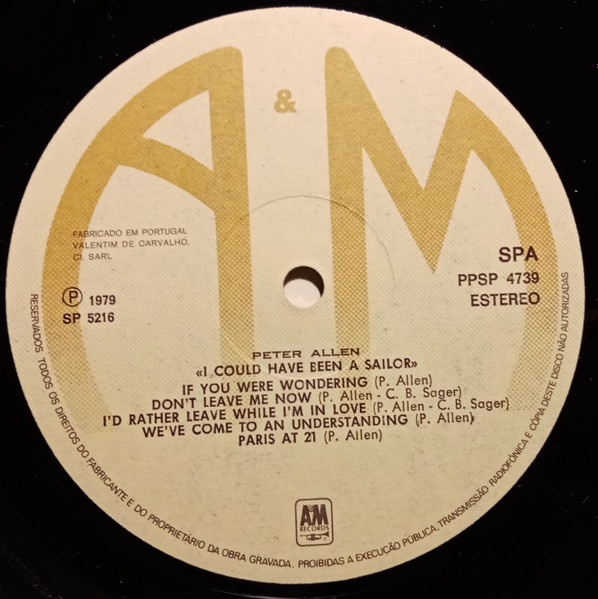 A & M
FABRICADO EM PORTUGAL
VALENTIM DE CARVALHO,
CI. SARL
SPA
PPSP 4739
ESTEREO
Ⓟ 1979
SP 5216
PETER ALLEN
«I COULD HAVE BEEN A SAILOR»
IF YOU WERE WONDERING (P. Allen)
DON'T LEAVE ME NOW (P. Allen - C. B. Sager)
I'D RATHER LEAVE WHILE I'M IN LOVE (P. Allen - C. B. Sager)
WE'VE COME TO AN UNDERSTANDING (P. Allen)
PARIS AT 21 (P. Allen)
A&M
RECORDS
RESERVADOS TODOS OS DIREITOS DO FABRICANTE E DO PROPRIETÁRIO DA OBRA GRAVADA. PROIBIDAS A EXECUÇÃO PÚBLICA, TRANSMISSÃO RADIOFÓNICA E CÓPIA DESTE DISCO NÃO AUTORIZADAS